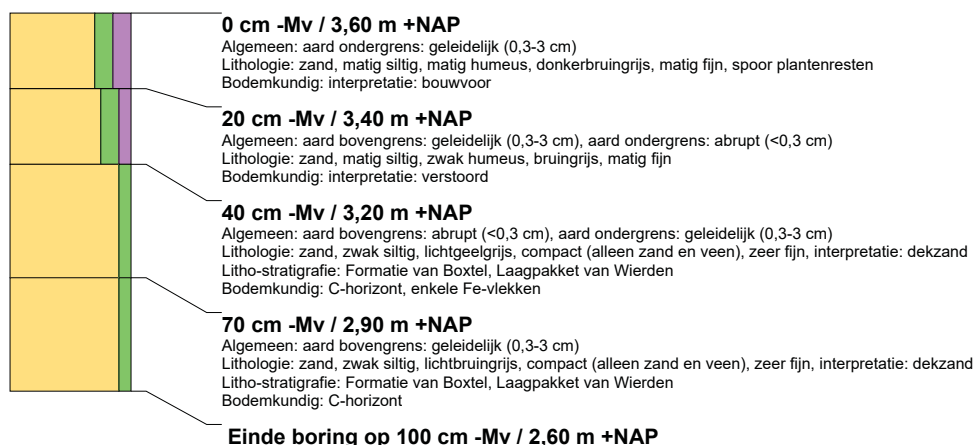 0 cm -Mv / 3,60 m +NAP
Algemeen: aard ondergrens: geleidelijk (0,3-3 cm)
Lithologie: zand, matig siltig, matig humeus, donkerbruingrijs, matig fijn, spoor plantenresten
Bodemkundig: interpretatie: bouwvoor
20 cm -Mv / 3,40 m +NAP
Algemeen: aard bovengrens: geleidelijk (0,3-3 cm), aard ondergrens: abrupt (<0,3 cm)
Lithologie: zand, matig siltig, zwak humeus, bruingrijs, matig fijn
Bodemkundig: interpretatie: verstoord
40 cm -Mv / 3,20 m +NAP
Algemeen: aard bovengrens: abrupt (<0,3 cm), aard ondergrens: geleidelijk (0,3-3 cm)
Lithologie: zand, zwak siltig, lichtgeelgrijs, compact (alleen zand en veen), zeer fijn, interpretatie: dekzand
Litho-stratigrafie: Formatie van Boxtel, Laagpakket van Wierden
Bodemkundig: C-horizont, enkele Fe-vlekken
70 cm -Mv / 2,90 m +NAP
Algemeen: aard bovengrens: geleidelijk (0,3-3 cm)
Lithologie: zand, zwak siltig, lichtbruingrijs, compact (alleen zand en veen), zeer fijn, interpretatie: dekzand
Litho-stratigrafie: Formatie van Boxtel, Laagpakket van Wierden
Bodemkundig: C-horizont
Einde boring op 100 cm -Mv / 2,60 m +NAP